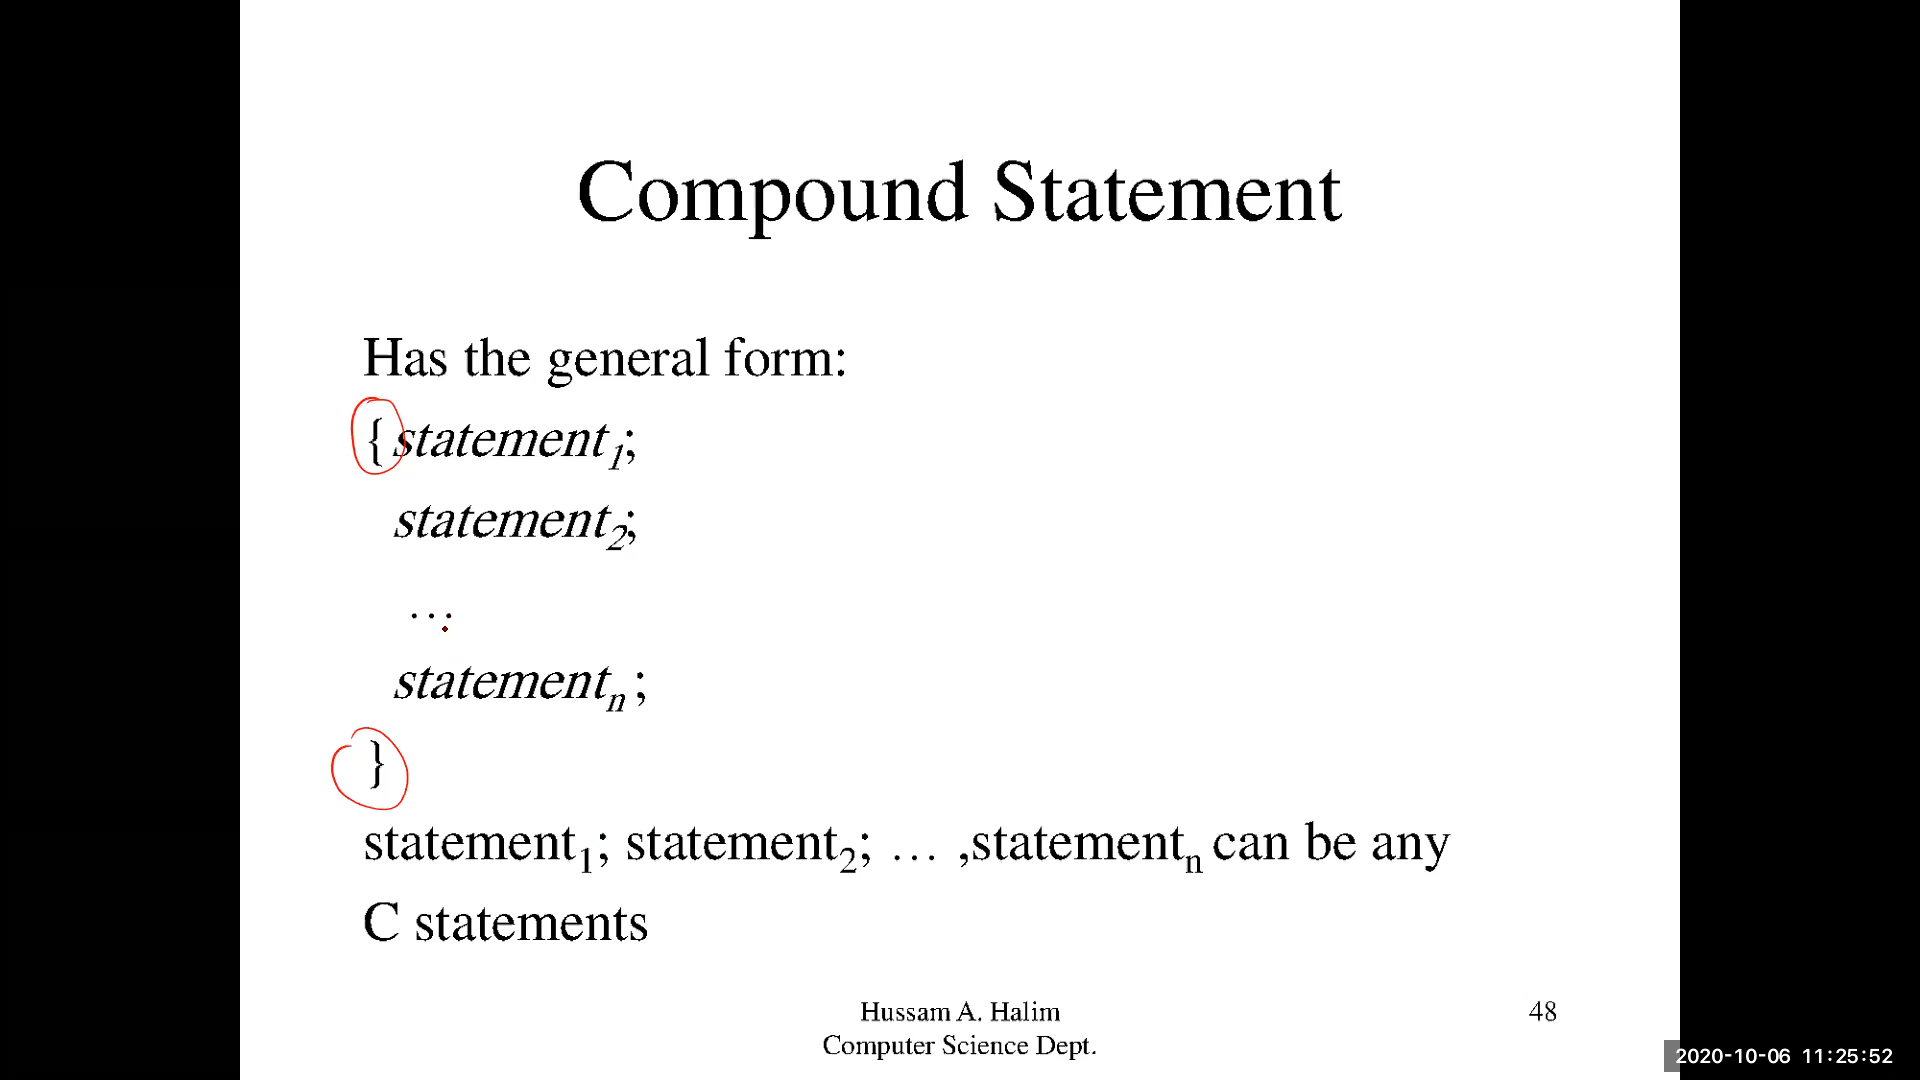 Compound Statement
Has the general form:
{ statement1;
statement2;
…
statementn ;
}
statement1; statement2; … ,statementn can be any
C statements
Hussam A. Halim
Computer Science Dept.
48
2020-10-06 11:25:52